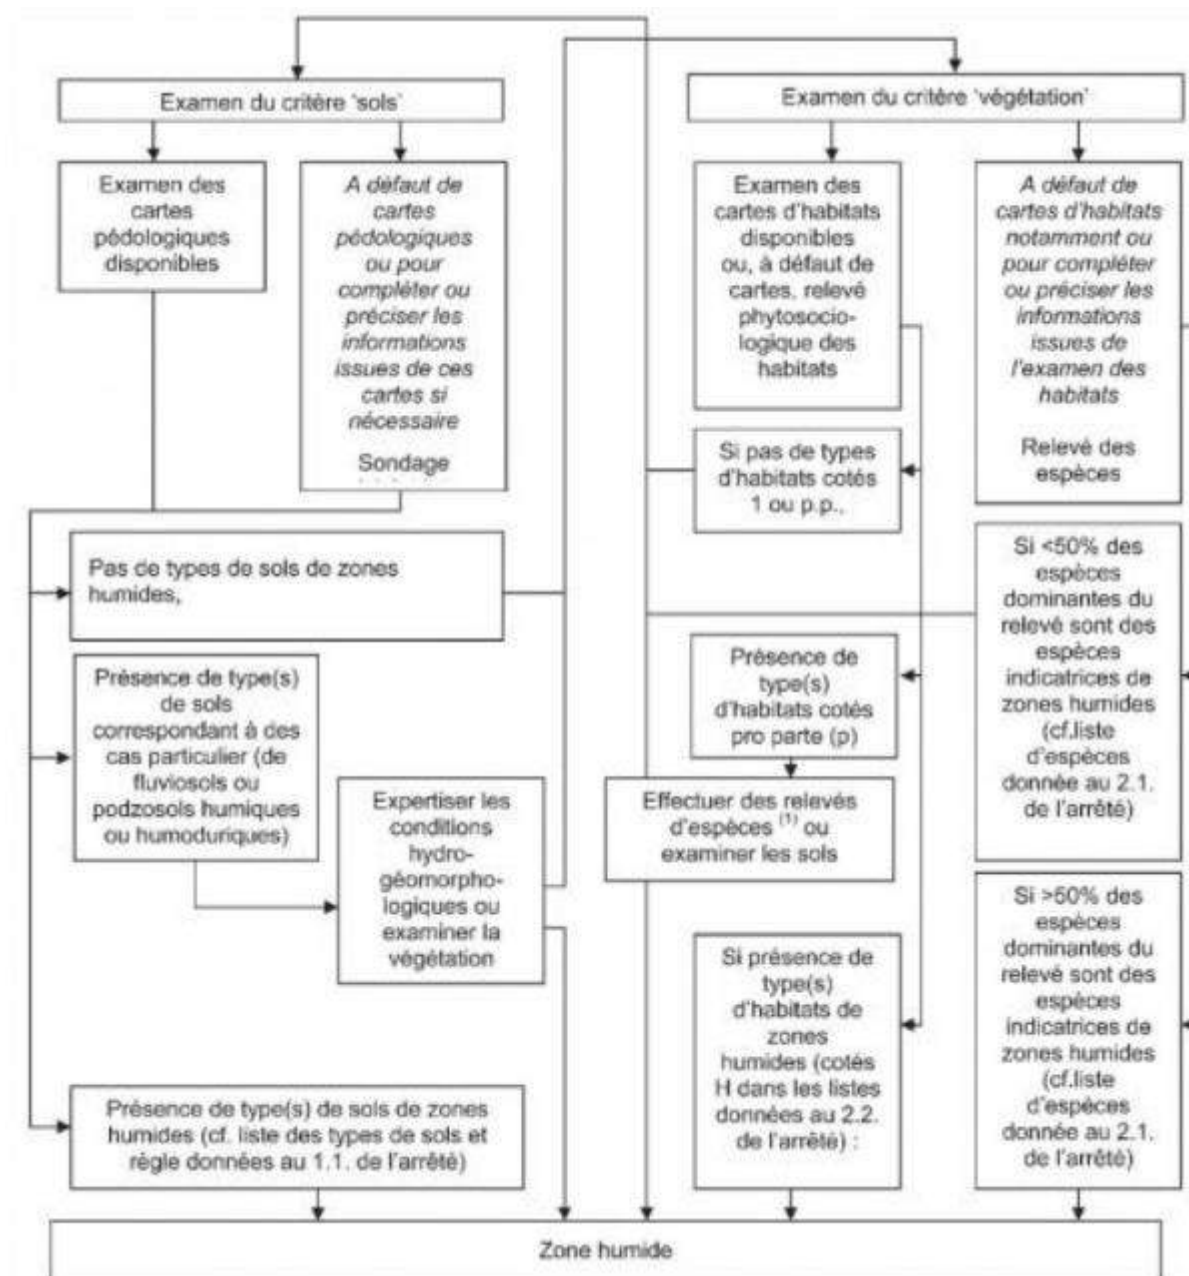 Examen du critère 'sols'
Examen des
cartes
pédologiques
disponibles
A défaut de
cartes
pédologiques
ou pour
compléter ou
préciser les
informations
issues de ces
cartes si
nécessaire
Sondage
Pas de types de sols de zones
humides,
Présence de type(s)
de sols
correspondant à des
cas particulier (de
fluviosols ou
podzosols humiques
ou humoduriques)
Expertiser les
conditions
hydro-
géomorpho-
logiques ou
examiner la
végétation
Présence de type(s) de sols de zones
humides (cf. liste des types de sols et
règle données au 1.1. de l'arrêté)
Examen du critère 'végétation'
Examen des
cartes d'habitats
disponibles
ou, à défaut de
cartes, relevé
phytosocio-
logique des
habitats
A défaut de
cartes d'habitats
notamment ou
pour compléter
ou préciser les
informations
issues de
l'examen des
habitats
Relevé des
espèces
Si pas de types
d'habitats cotés
1 ou p.p.,
Présence de
type(s)
d'habitats cotés
pro parte (p)
Effectuer des relevés
d'espèces (1) ou
examiner les sols
Si présence de
type(s)
d'habitats de
zones
humides (cotés
H dans les listes
données au 2.2.
de l'arrêté) :
Si <50% des
espèces
dominantes du
relevé sont des
espèces
indicatrices de
zones humides
(cf.liste
d'espèces
donnée au 2.1.
de l'arrêté)
Si >50% des
espèces
dominantes du
relevé sont des
espèces
indicatrices de
zones humides
(cf.liste
d'espèces
donnée au 2.1.
de l'arrêté)
Zone humide